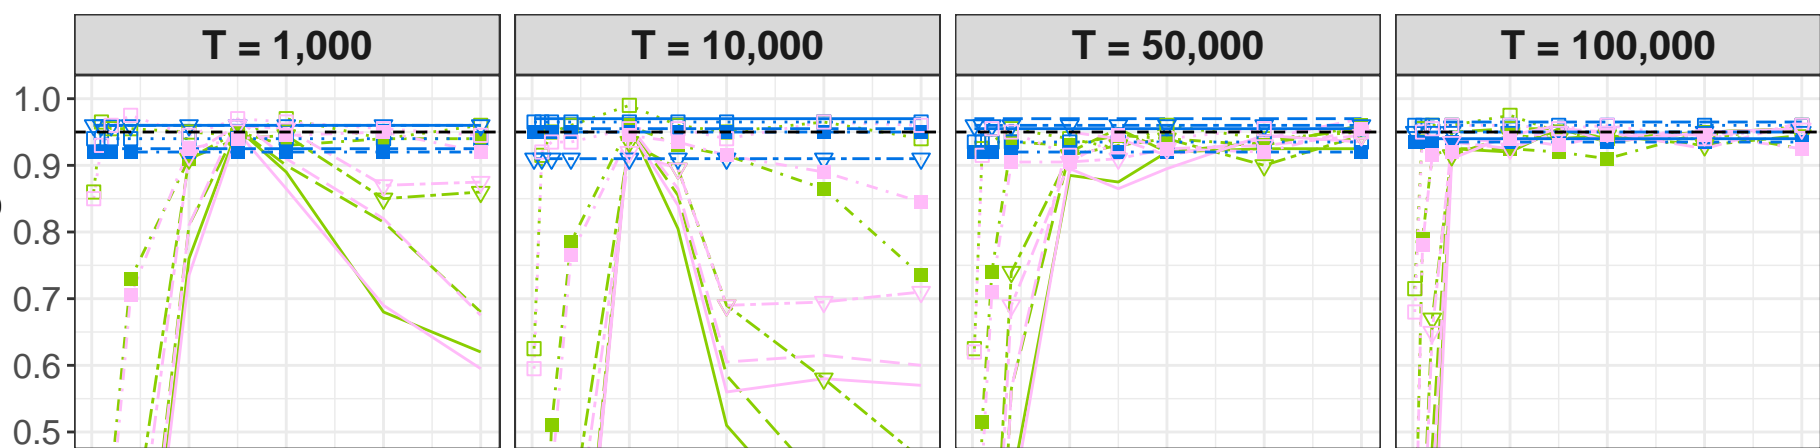 T = 1,000
T = 10,000
T = 50,000
T = 100,000
1.0
0.9
0.8
0.7
0.6
0.5